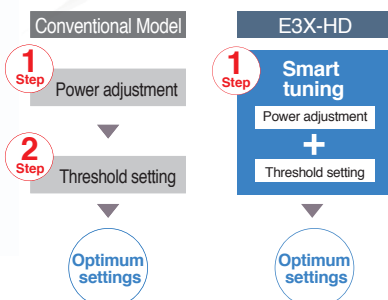 Conventional Model
1
Step
Power adjustment
2
Step
Threshold setting
Optimum
settings
E3X-HD
1
Step
Smart
tuning
Power adjustment
+
Threshold setting
Optimum
settings